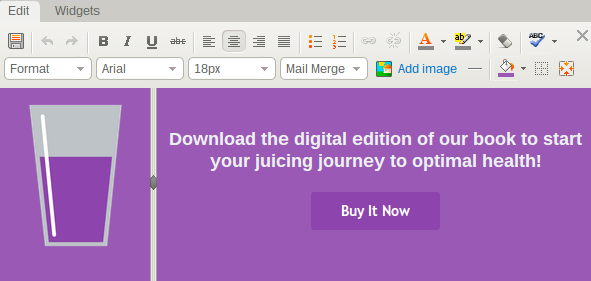 Edit Widgets
B I U abc A ab ABC
Format Arial 18px Mail Merge Add image
Download the digital edition of our book to start
your juicing journey to optimal health!
Buy It Now